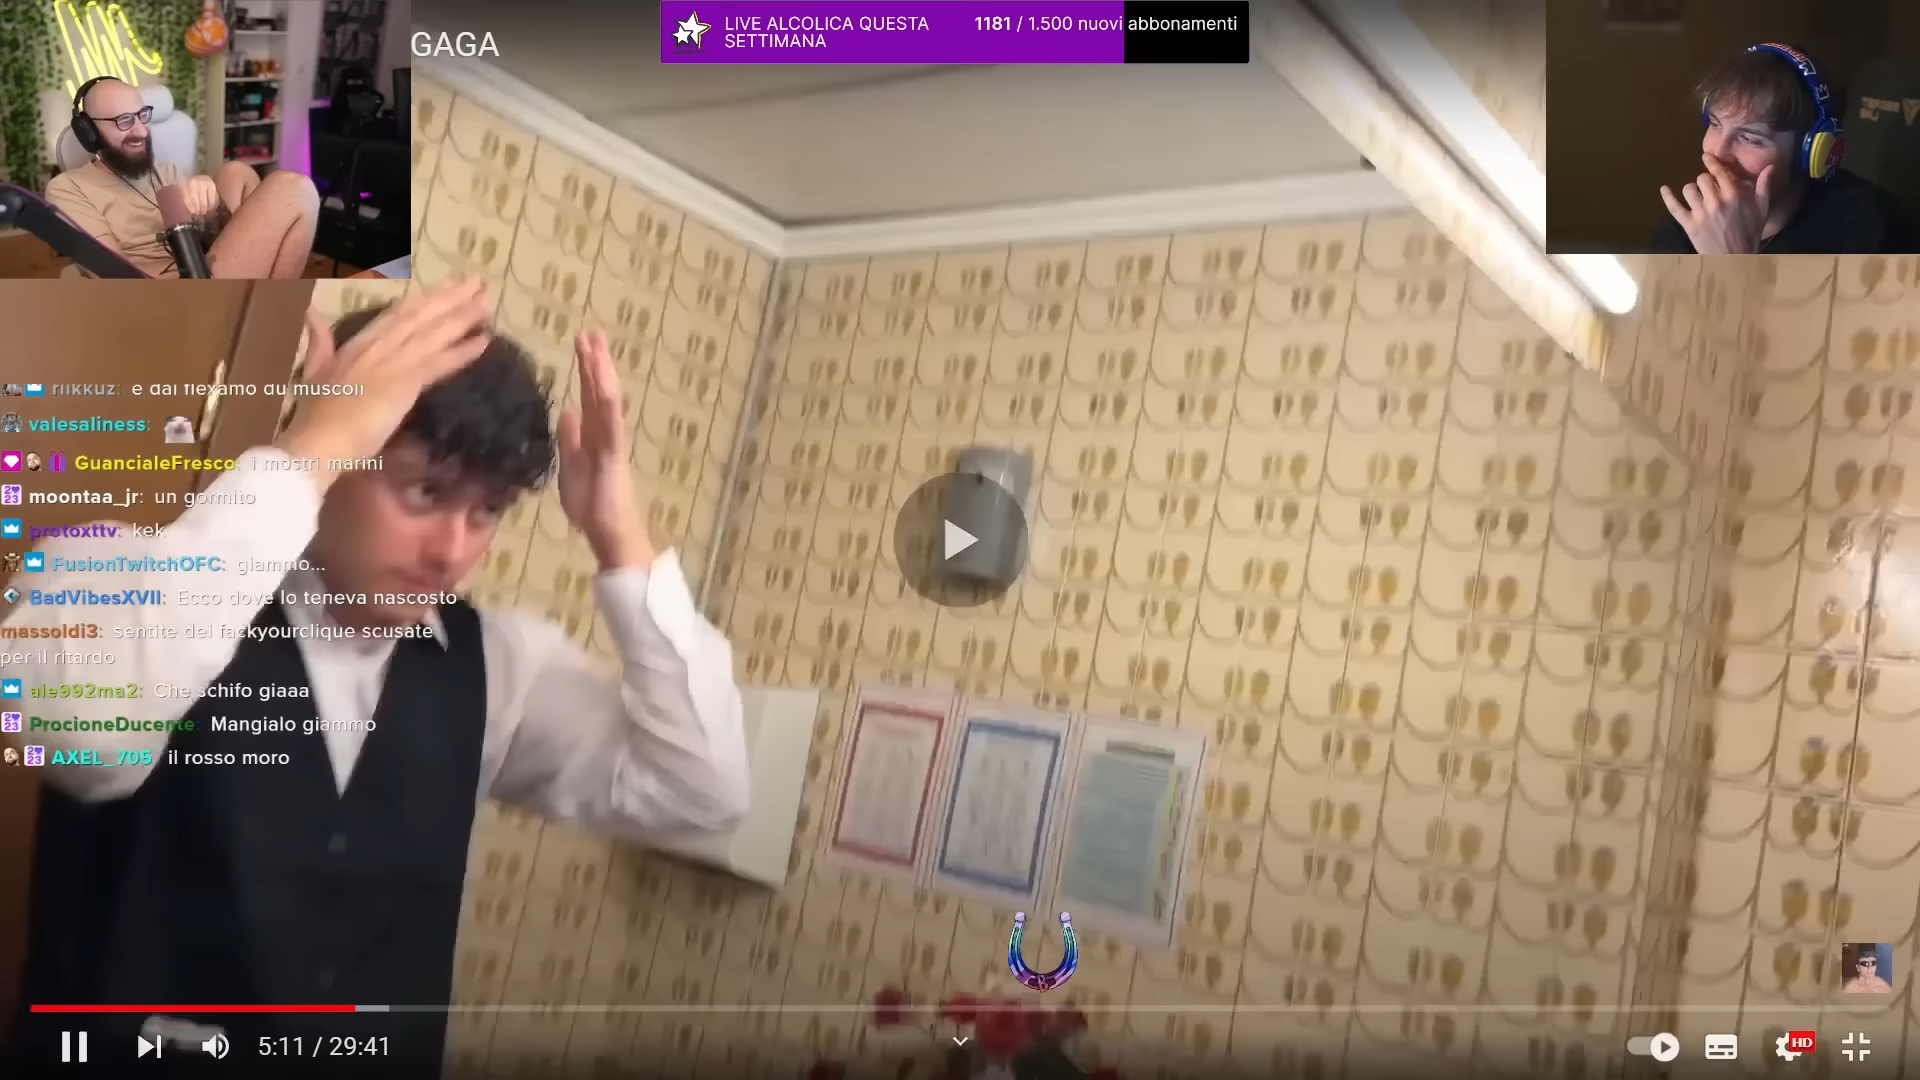 GAGA
LIVE ALCOLICA QUESTA
SETTIMANA
1181 / 1.500 nuovi abbonamenti
riikkuz: e dai flexamo du muscoli
valesaliness:
GuancialeFresco: i mostri marini
moontaa_jr: un gormito
protoxttv: kek
FusionTwitchOFC: giammo...
BadVibesXVII: Ecco dove lo teneva nascosto
massoldi3: sentite dei fackyourclique scusate
per il ritardo
ale992ma2: Che schifo giaaa
ProcioneDucente: Mangialo giammo
AXEL_705 il rosso moro
5:11 / 29:41
HD